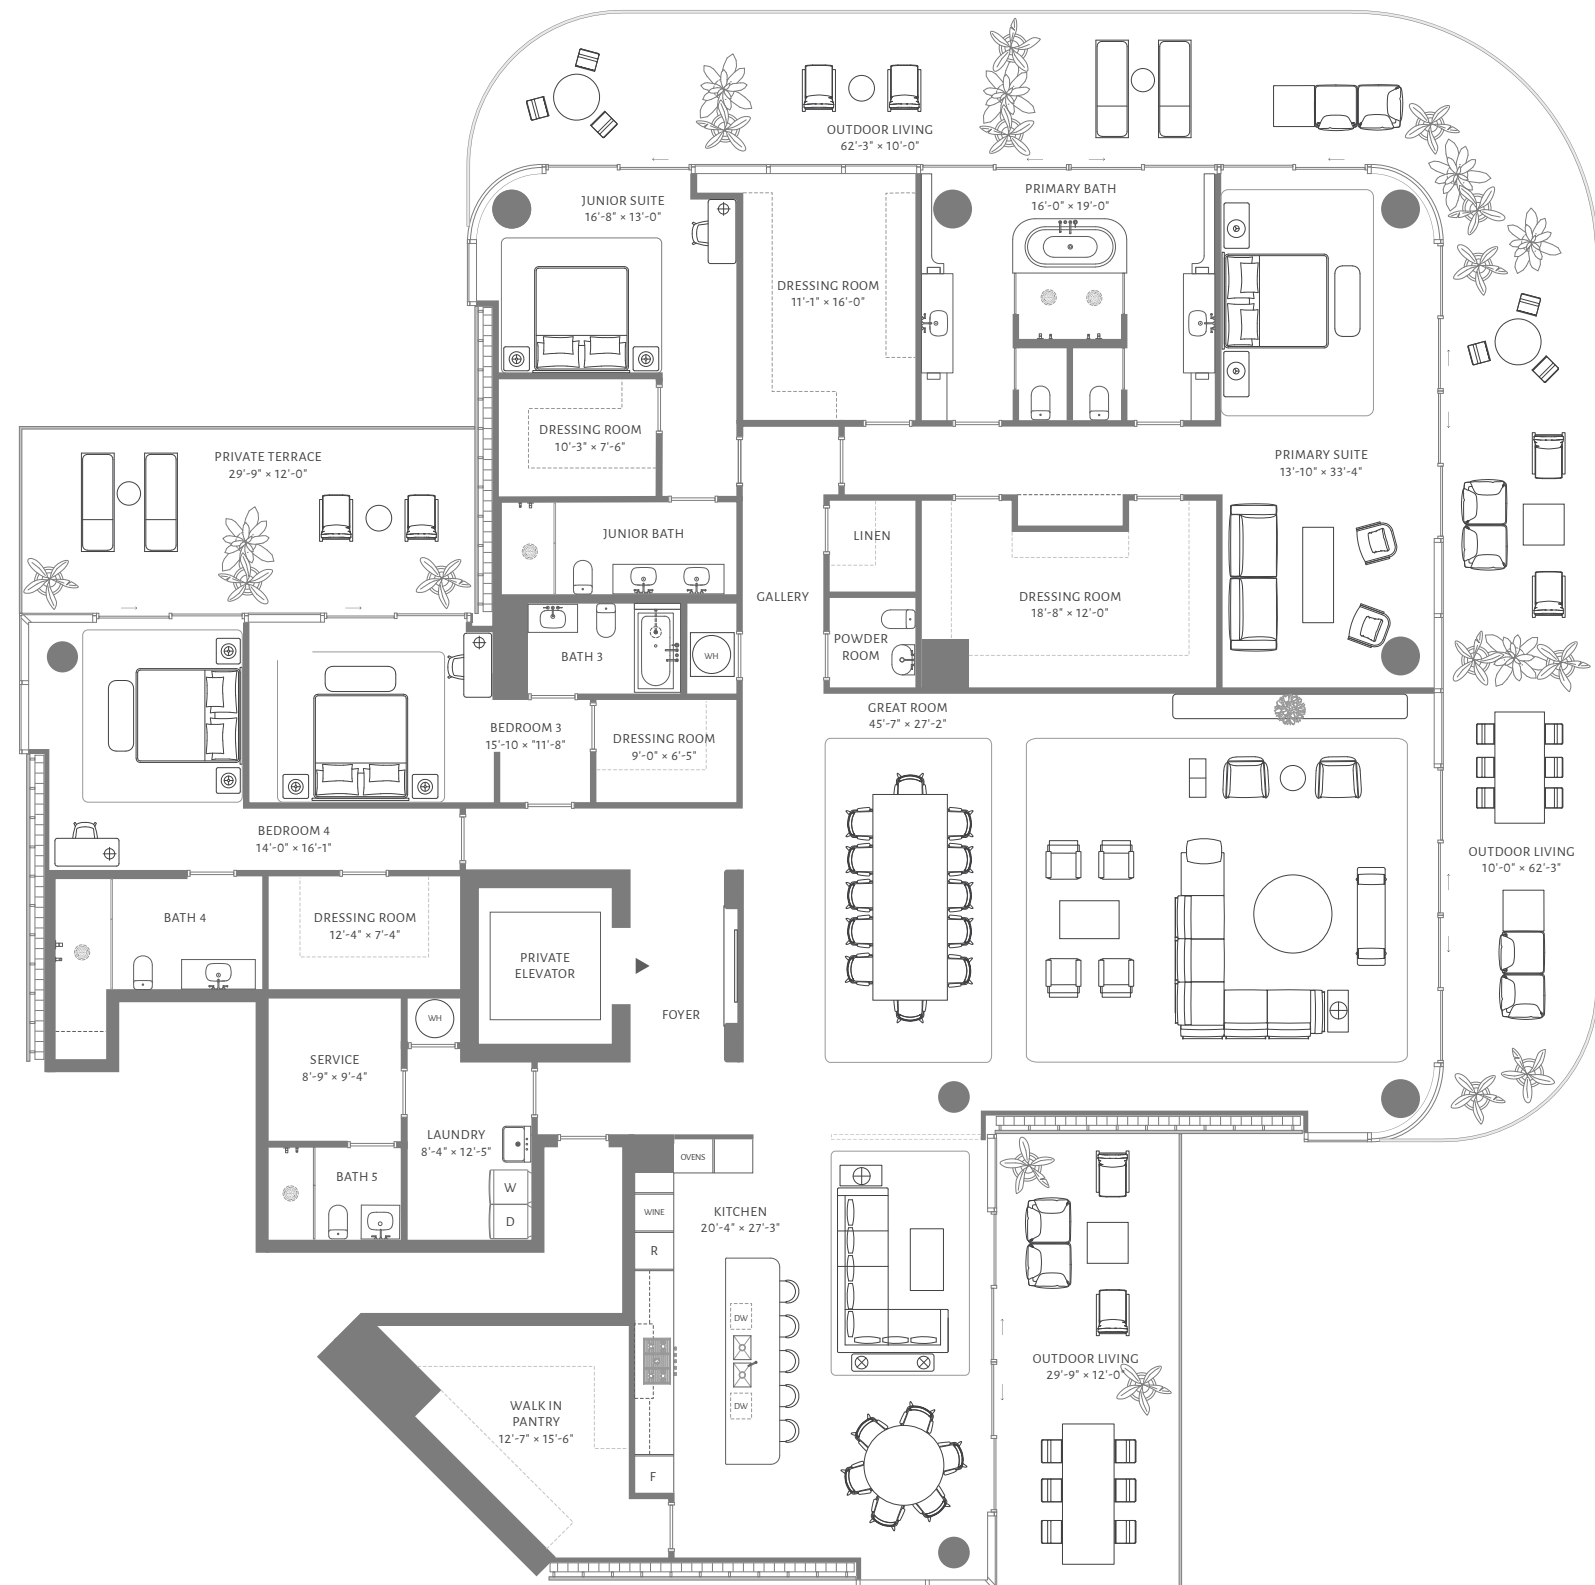 OUTDOOR LIVING
62'-3" × 10'-0"
JUNIOR SUITE
16'-8" × 13'-0"
PRIMARY BATH
16'-0" × 19'-0"
DRESSING ROOM
11'-1" × 16'-0"
DRESSING ROOM
10'-3" × 7'-6"
PRIVATE TERRACE
29'-9" × 12'-0"
PRIMARY SUITE
13'-10" × 33'-4"
JUNIOR BATH
LINEN
GALLERY
DRESSING ROOM
18'-8" × 12'-0"
POWDER
ROOM
BATH 3
WH
GREAT ROOM
45'-7" × 27'-2"
BEDROOM 3
15'-10 × "11'-8"
DRESSING ROOM
9'-0" × 6'-5"
BEDROOM 4
14'-0" × 16'-1"
OUTDOOR LIVING
10'-0" × 62'-3"
BATH 4
DRESSING ROOM
12'-4" × 7'-4"
PRIVATE
ELEVATOR
FOYER
WH
SERVICE
8'-9" × 9'-4"
LAUNDRY
8'-4" × 12'-5"
OVENS
BATH 5
W
D
WINE
KITCHEN
20'-4" × 27'-3"
R
DW
OUTDOOR LIVING
29'-9" × 12'-0"
WALK IN
PANTRY
12'-7" × 15'-6"
DW
F